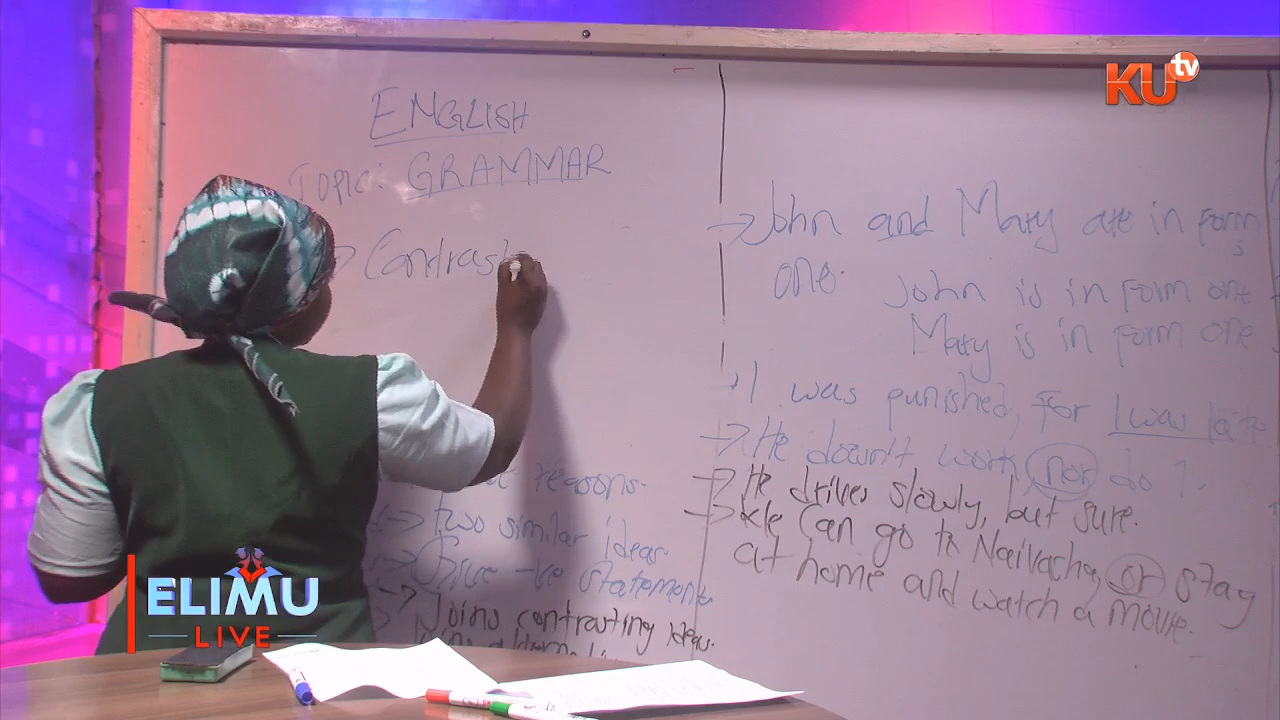 KU tv
ENGLISH
Topic: GRAMMAR
→ Contrast
reasons.
→ two similar ideas.
→ Give -ve statements
→ Joins contrasting ideas.
→ John and Mary are in form
one. John is in form one
Mary is in form one
I was punished, for I was late
→ He doesn't work, nor do I.
→ He drives slowly, but sure.
→ We can go to Naivasha, or stay
at home and watch a movie.
ELIMU
LIVE